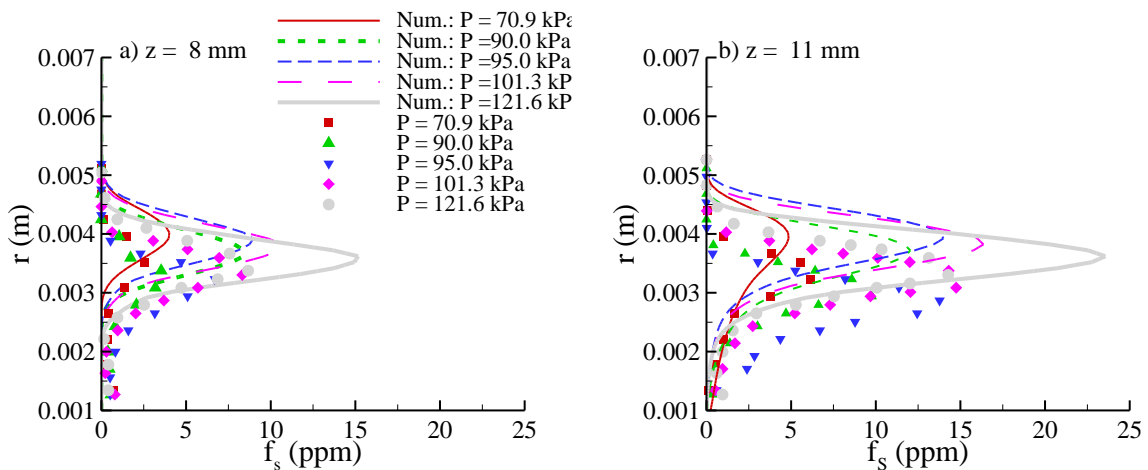 a) z = 8 mm
Num.: P = 70.9 kPa
Num.: P =90.0 kPa
Num.: P =95.0 kPa
Num.: P =101.3 kPa
Num.: P =121.6 kP
P = 70.9 kPa
P = 90.0 kPa
P = 95.0 kPa
P = 101.3 kPa
P = 121.6 kPa
0.007
0.006
0.005
0.004
0.003
0.002
0.001
r (m)
0 5 10 15 20 25
fs (ppm)
b) z = 11 mm
0.007
0.006
0.005
0.004
0.003
0.002
0.001
r (m)
0 5 10 15 20 25
fS (ppm)